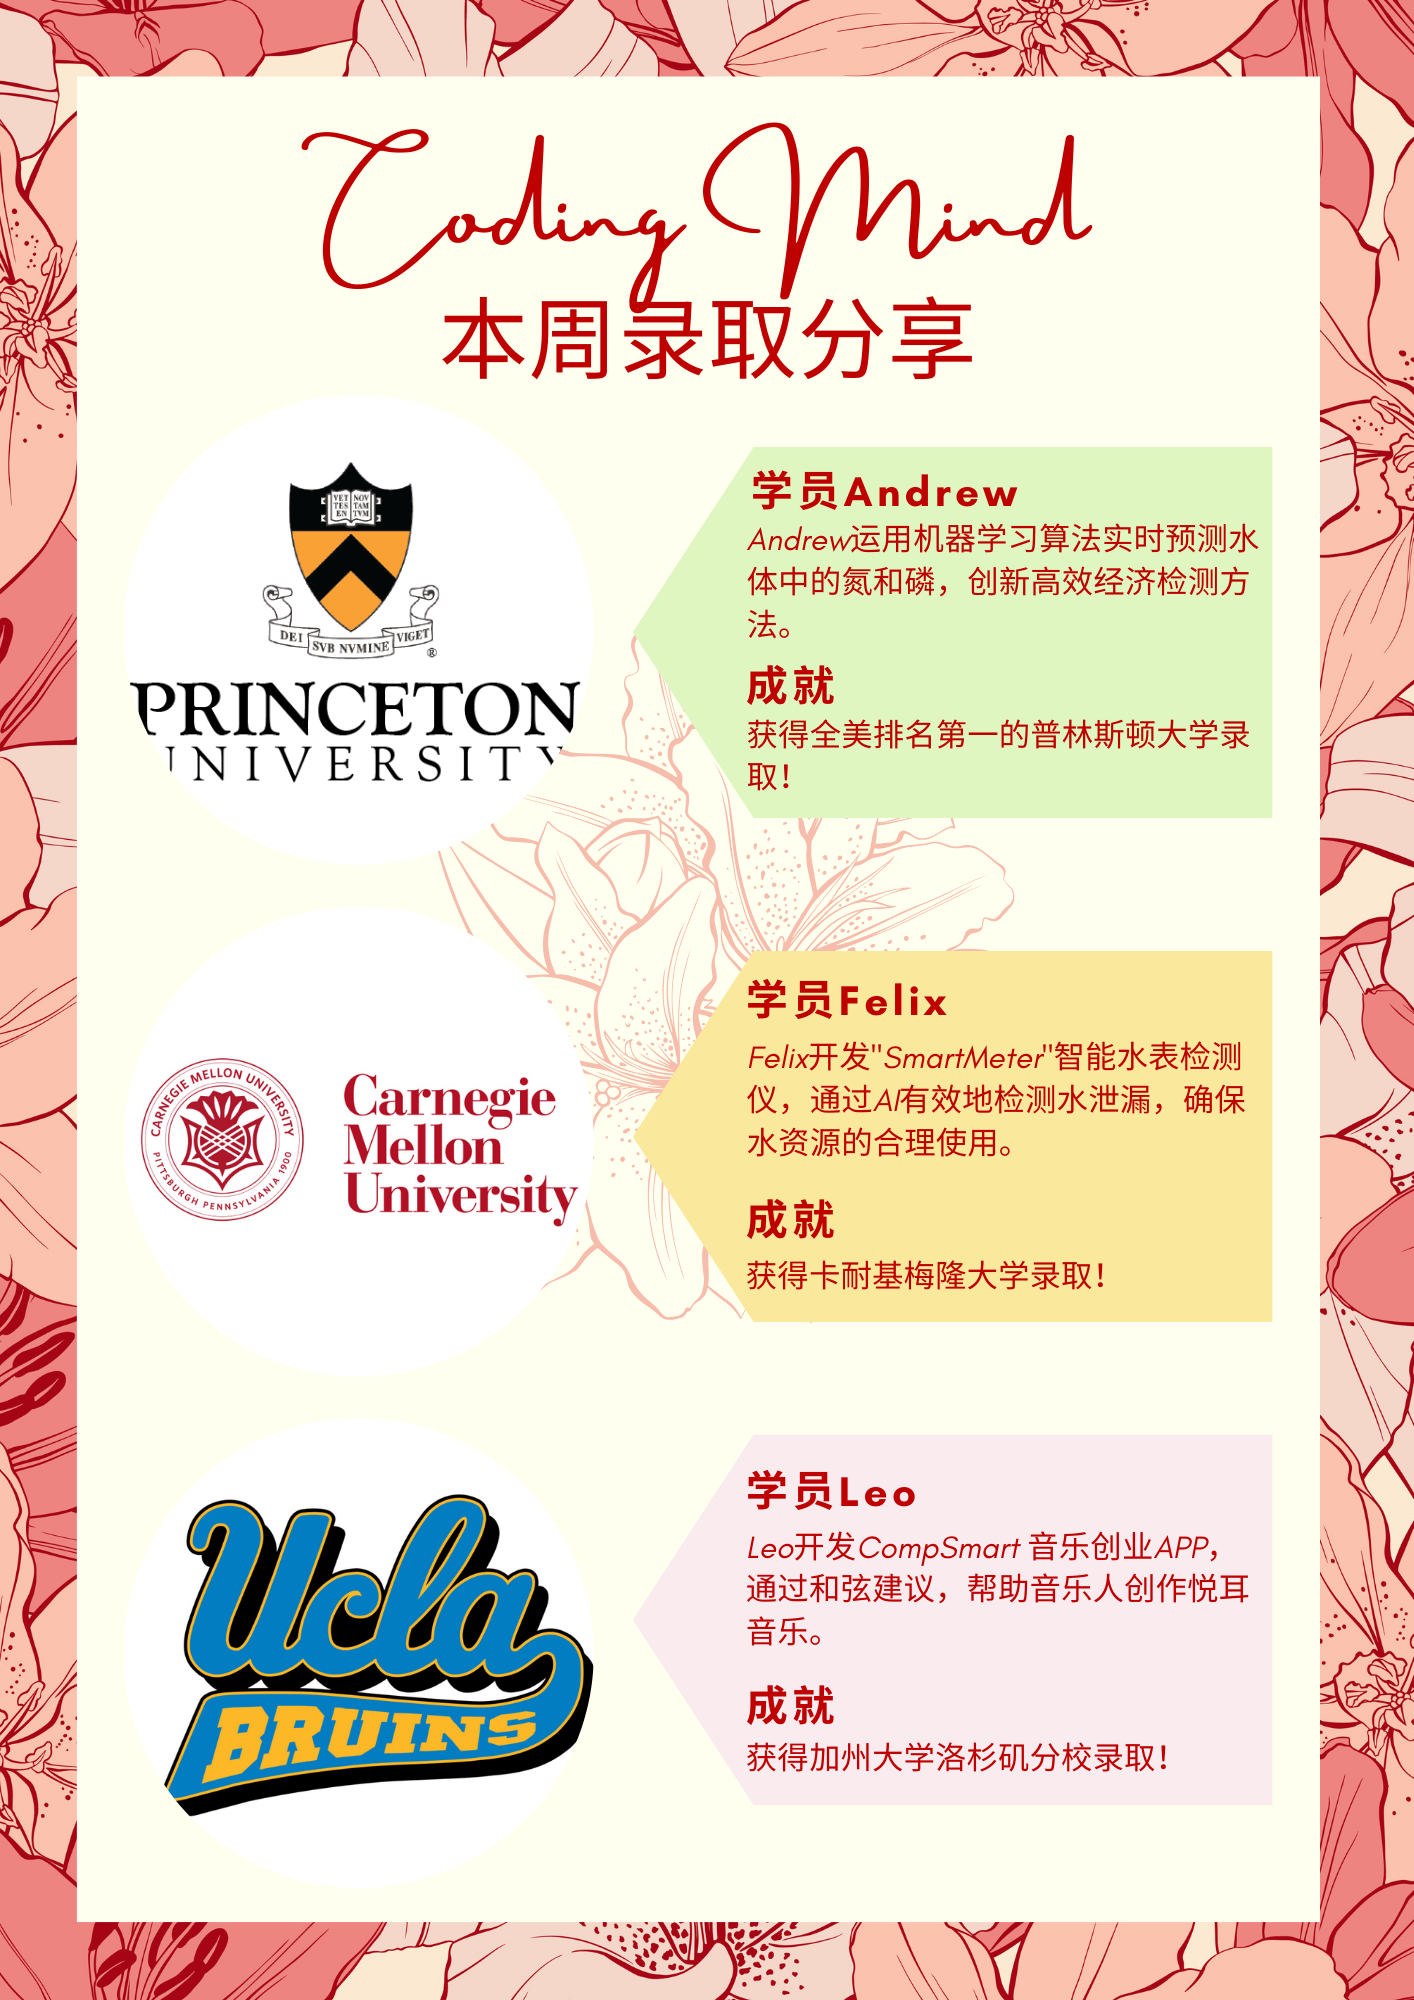 Coding Mind
本周录取分享
VET NOV
TES TAM
EN TVM
DEI SVB NVMINE VIGET
®
PRINCETON
UNIVERSITY
学员Andrew
Andrew运用机器学习算法实时预测水
体中的氮和磷，创新高效经济检测方
法。
成就
获得全美排名第一的普林斯顿大学录
取！
CARNEGIE MELLON UNIVERSITY
PITTSBURGH PENNSYLVANIA 1900
Carnegie
Mellon
University
学员Felix
Felix开发"SmartMeter"智能水表检测
仪，通过AI有效地检测水泄漏，确保
水资源的合理使用。
成就
获得卡耐基梅隆大学录取！
Ucla
BRUINS
学员Leo
Leo开发CompSmart 音乐创业APP，
通过和弦建议，帮助音乐人创作悦耳
音乐。
成就
获得加州大学洛杉矶分校录取！